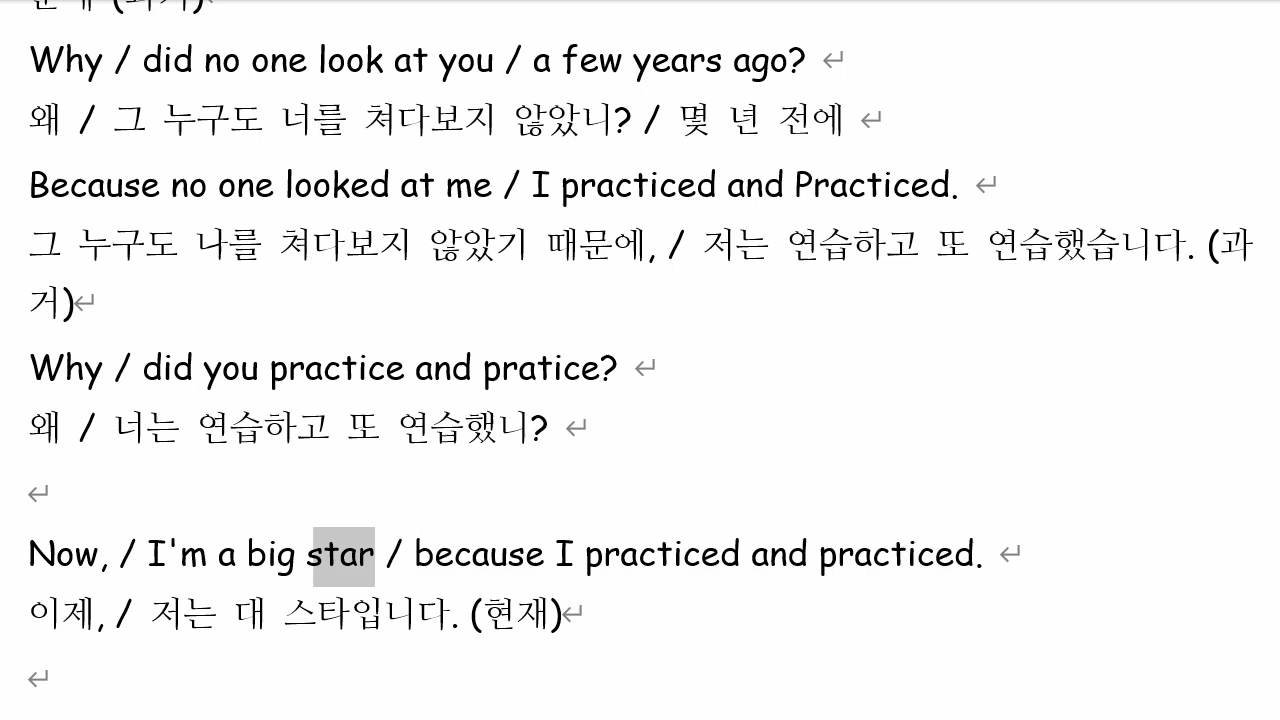 Why / did no one look at you / a few years ago? ↵
왜 / 그 누구도 너를 쳐다보지 않았니? / 몇 년 전에 ↵
Because no one looked at me / I practiced and Practiced. ↵
그 누구도 나를 쳐다보지 않았기 때문에, / 저는 연습하고 또 연습했습니다. (과
거)↵
Why / did you practice and pratice? ↵
왜 / 너는 연습하고 또 연습했니? ↵
↵
Now, / I'm a big star / because I practiced and practiced. ↵
이제, / 저는 대 스타입니다. (현재)↵
↵